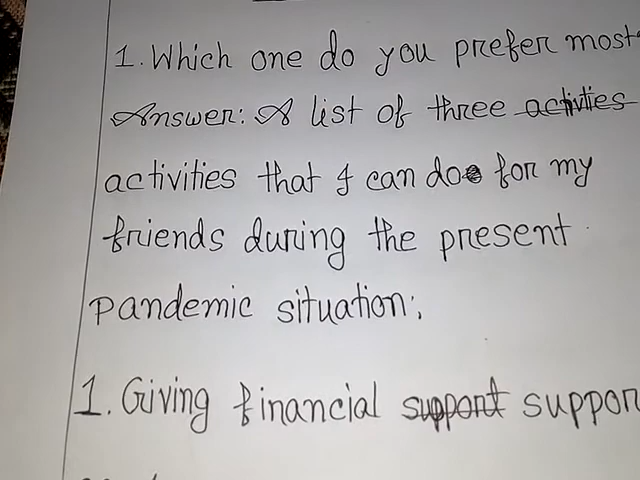 1. Which one do you prefer most
Answer: A list of three activities
activities that I can do for my
friends during the present
pandemic situation:
1. Giving financial support suppor